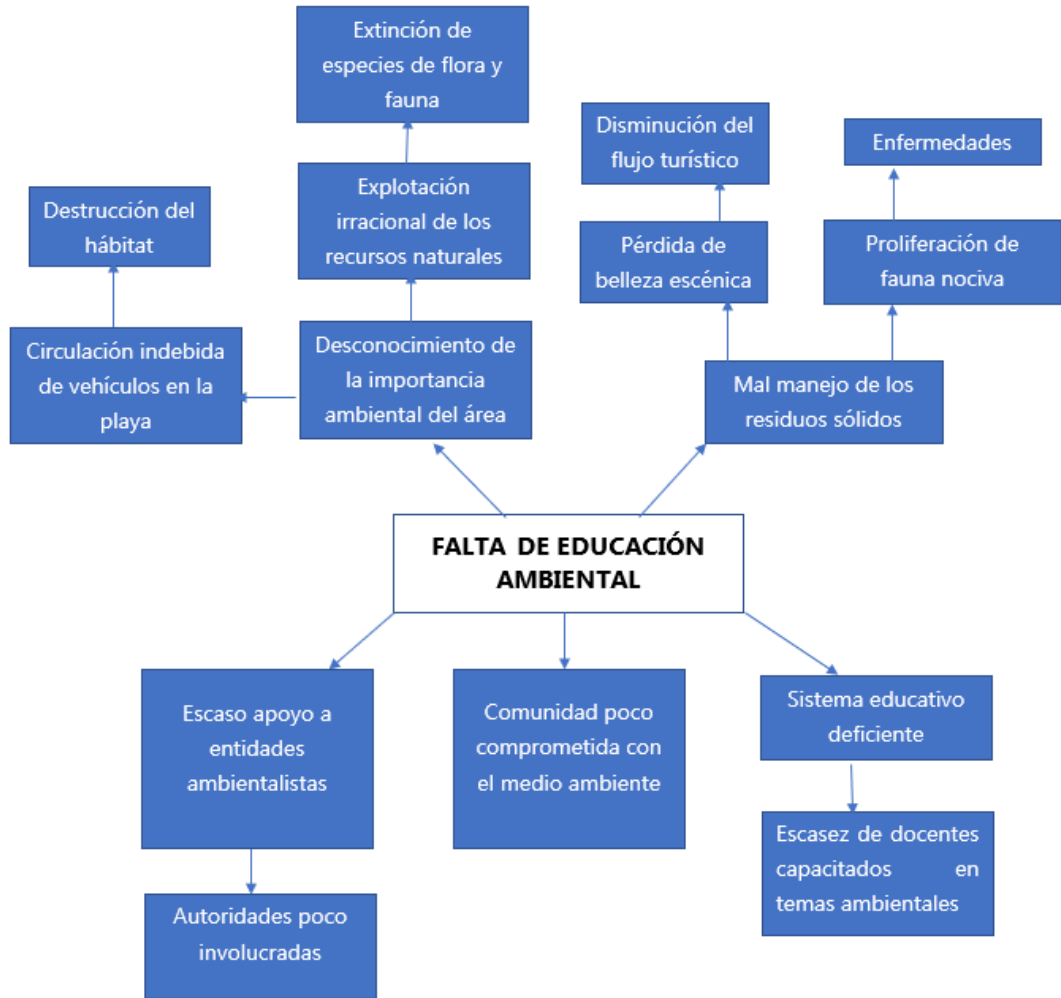 Extinción de
especies de flora y
fauna
Disminución del
flujo turístico
Enfermedades
Destrucción del
hábitat
Explotación
irracional de los
recursos naturales
Pérdida de
belleza escénica
Proliferación de
fauna nociva
Circulación indebida
de vehículos en la
playa
Desconocimiento de
la importancia
ambiental del área
Mal manejo de los
residuos sólidos
FALTA DE EDUCACIÓN
AMBIENTAL
Escaso apoyo a
entidades
ambientalistas
Comunidad poco
comprometida con
el medio ambiente
Sistema educativo
deficiente
Autoridades poco
involucradas
Escasez de docentes
capacitados en
temas ambientales